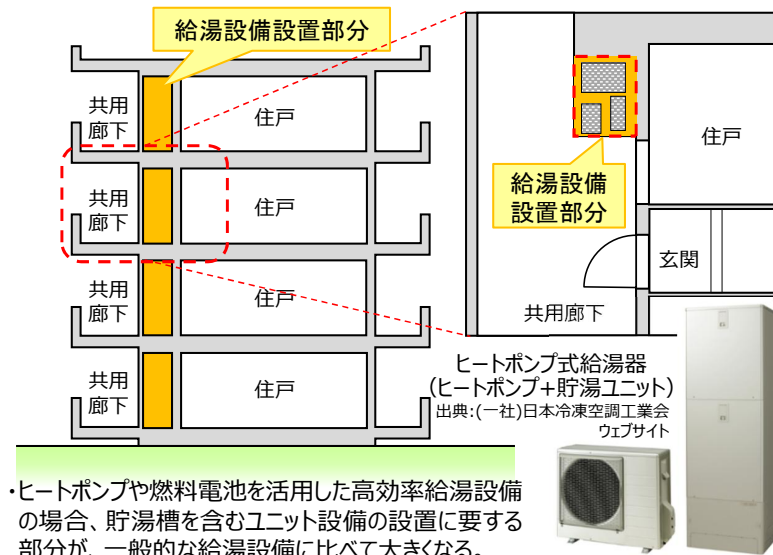 給湯設備設置部分
共用
廊下
住戸
共用
廊下
住戸
共用
廊下
住戸
共用
廊下
住戸
住戸
給湯設備
設置部分
玄関
共用廊下
ヒートポンプ式給湯器
(ヒートポンプ+貯湯ユニット)
出典:(一社)日本冷凍空調工業会
ウェブサイト
・ヒートポンプや燃料電池を活用した高効率給湯設備
の場合、貯湯槽を含むユニット設備の設置に要する
部分が、一般的な給湯設備に比べて大きくなる。